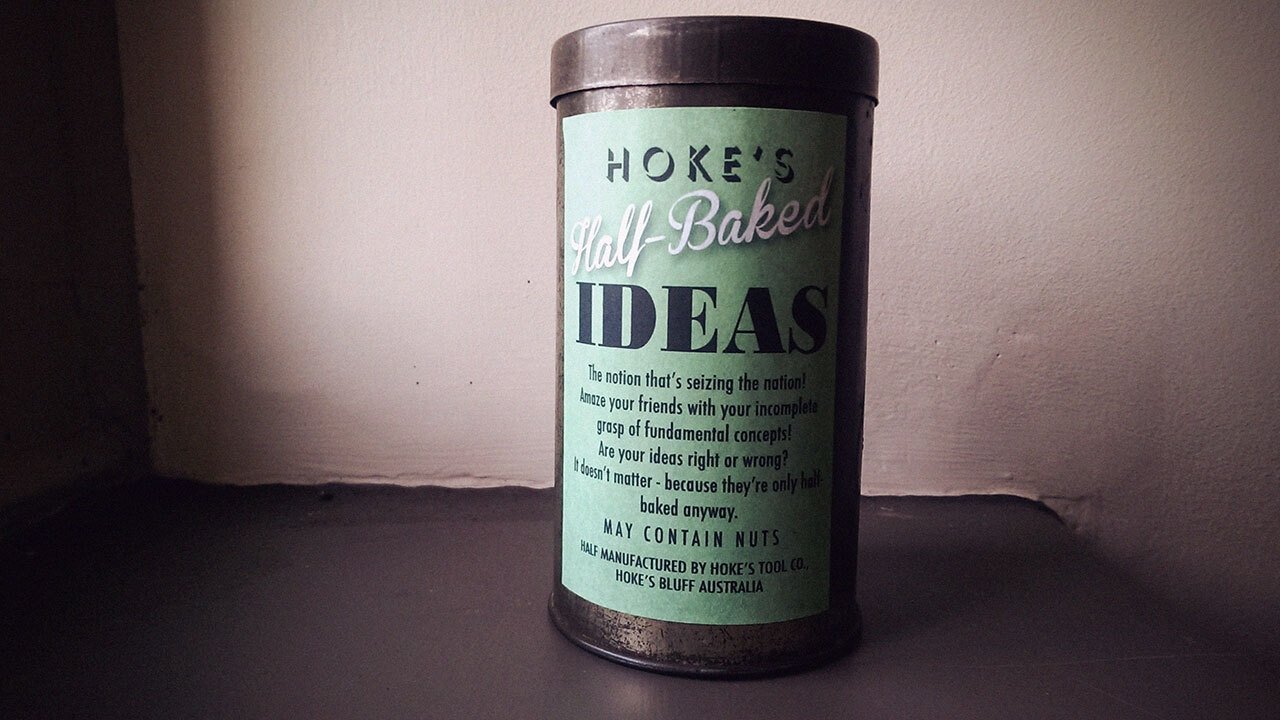 HOKE'S
Half-Baked
IDEAS
The notion that's seizing the nation!
Amaze your friends with your incomplete
grasp of fundamental concepts!
Are your ideas right or wrong?
It doesn't matter - because they're only half-
baked anyway.
MAY CONTAIN NUTS
HALF MANUFACTURED BY HOKE'S TOOL CO.,
HOKE'S BLUFF AUSTRALIA